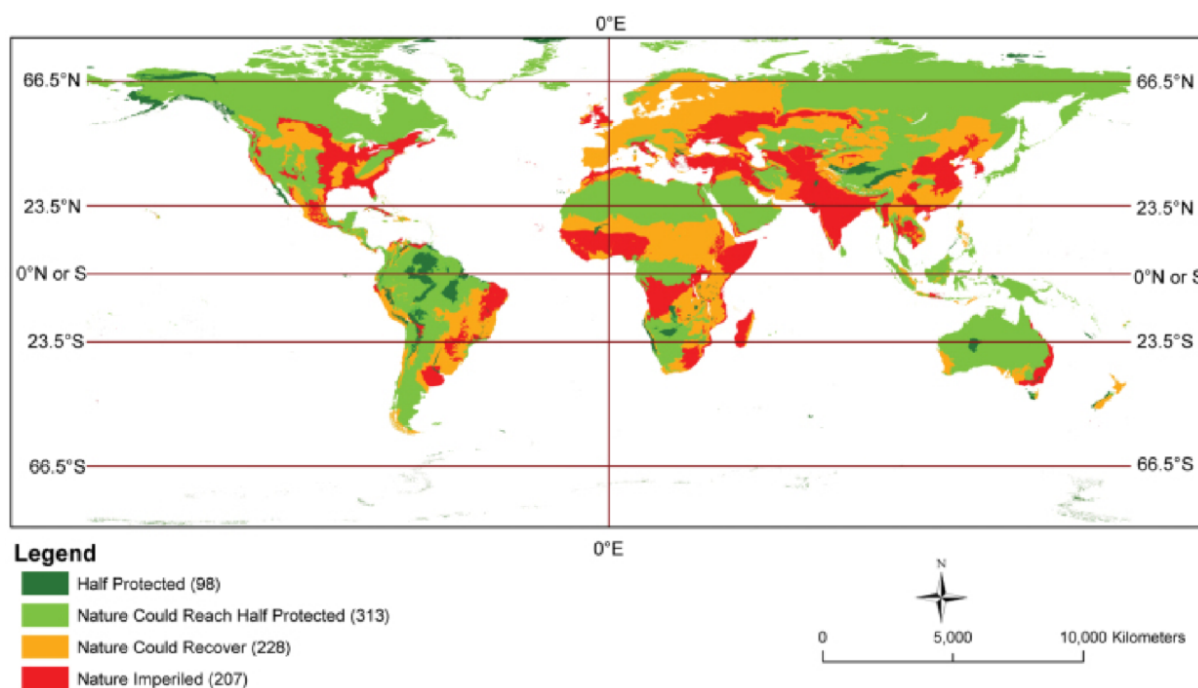 0°E
66.5°N 66.5°N
23.5°N 23.5°N
0°N or S 0°N or S
23.5°S 23.5°S
66.5°S 66.5°S
0°E
Legend
Half Protected (98)
Nature Could Reach Half Protected (313)
Nature Could Recover (228)
Nature Imperiled (207)
N
0 5,000 10,000 Kilometers